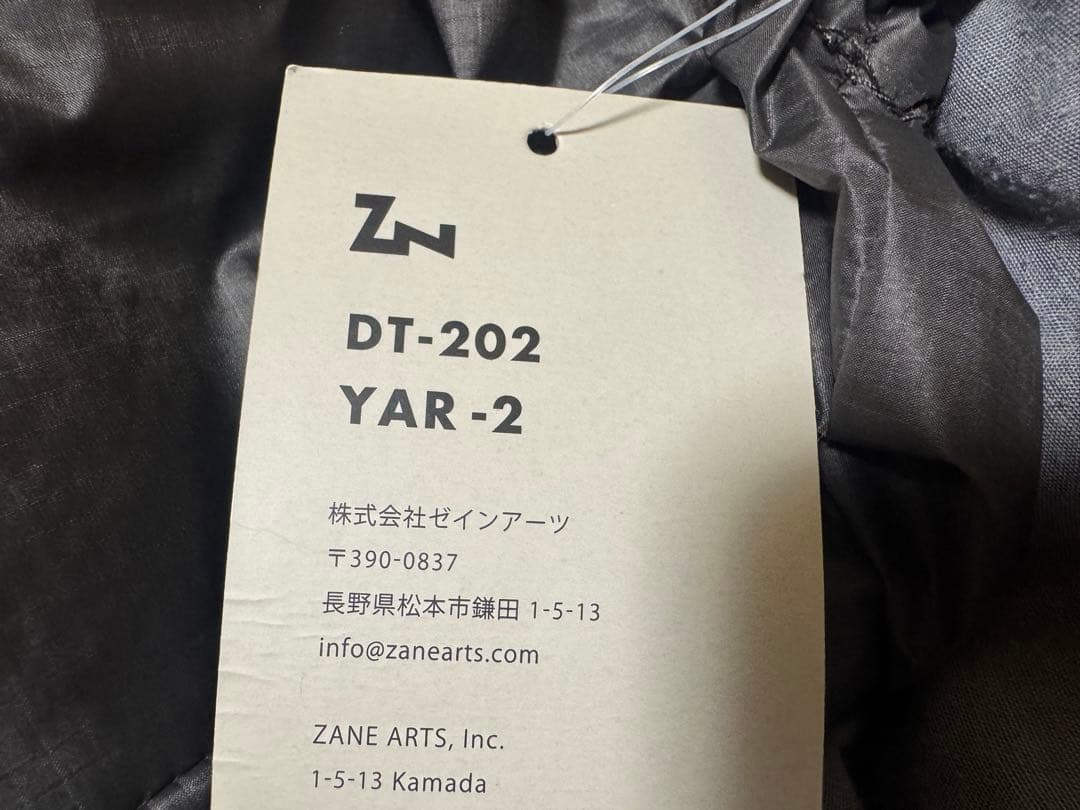 ZN
DT-202
YAR -2
株式会社ゼインアーツ
〒390-0837
長野県松本市鎌田 1-5-13
info@zanearts.com
ZANE ARTS, Inc.
1-5-13 Kamada